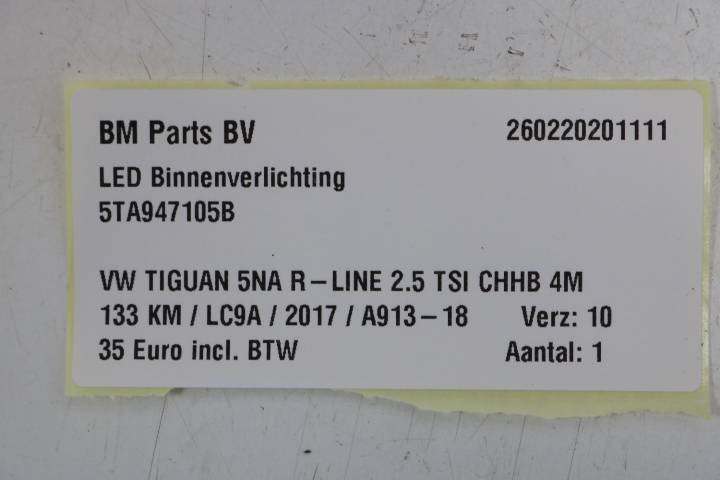 BM Parts BV 260220201111
LED Binnenverlichting
5TA947105B
VW TIGUAN 5NA R-LINE 2.5 TSI CHHB 4M
133 KM / LC9A / 2017 / A913-18 Verz: 10
35 Euro incl. BTW Aantal: 1